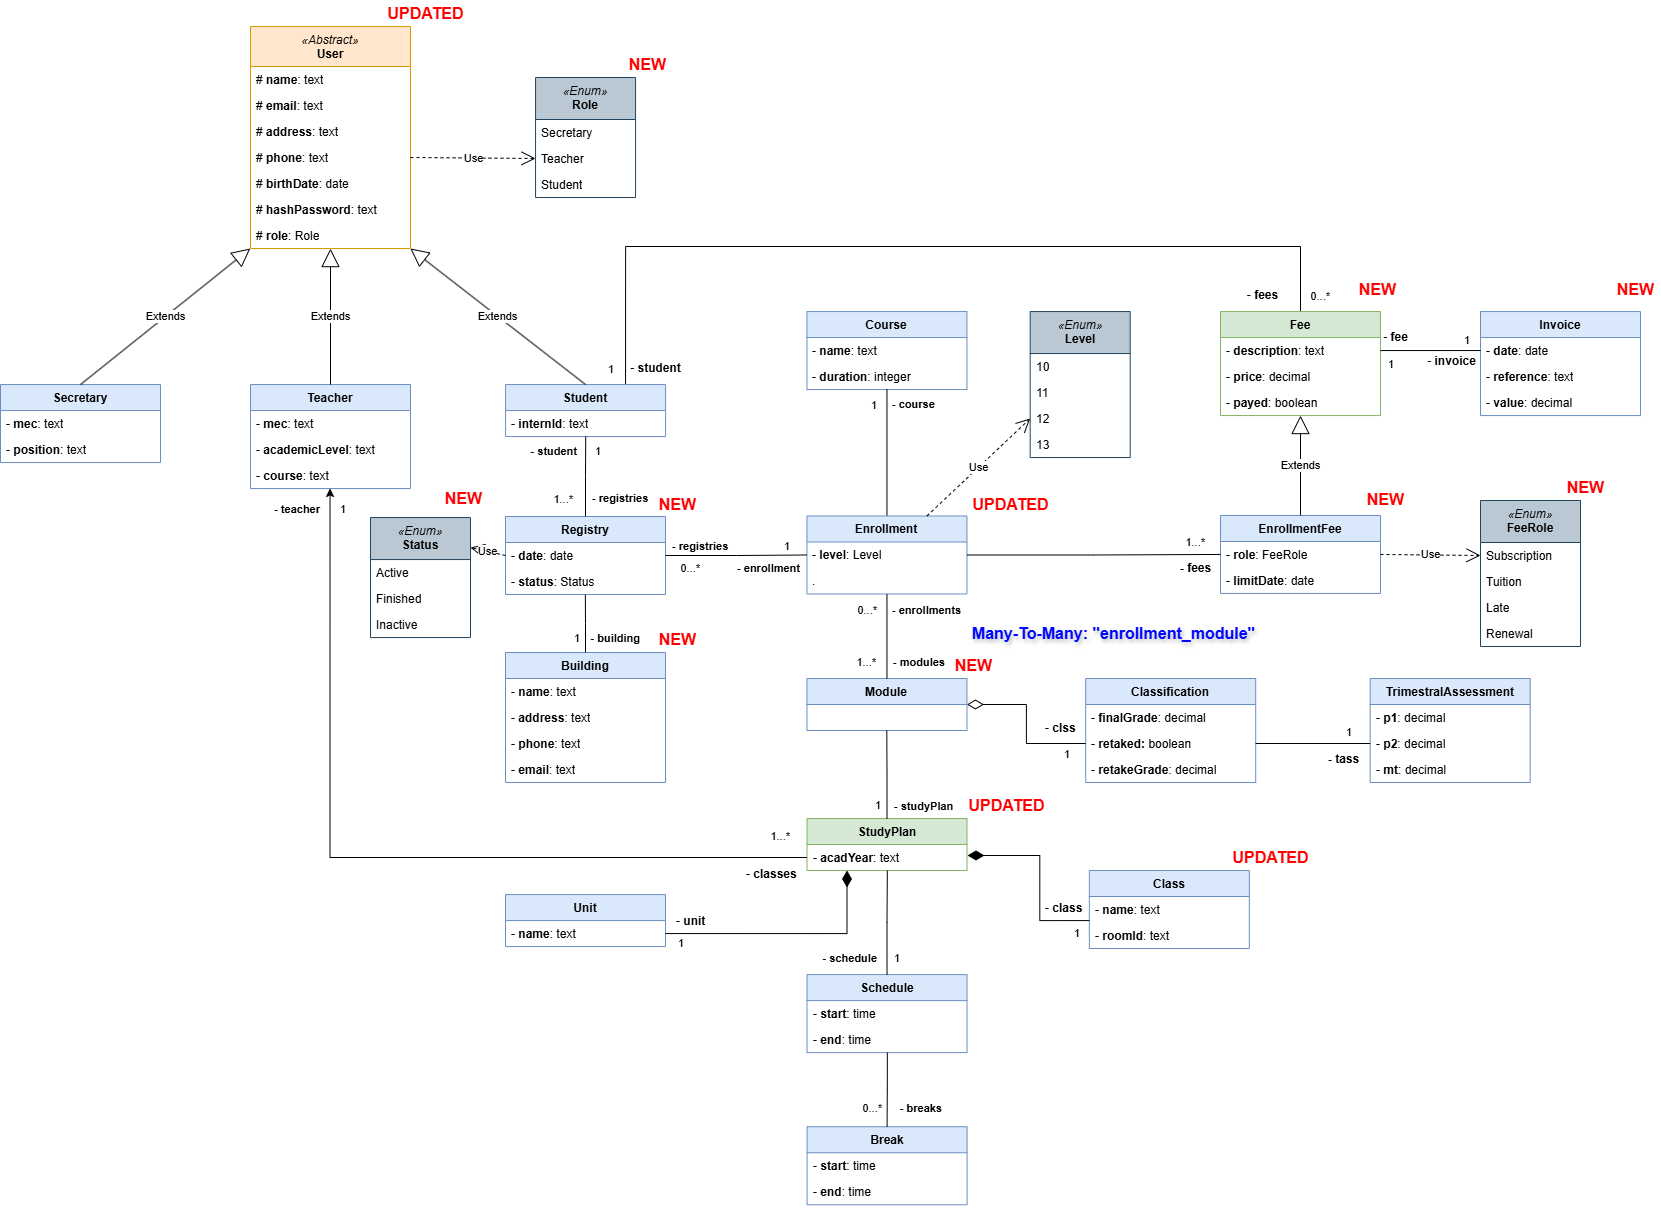 UPDATED
«Abstract»
User
# name: text
# email: text
# address: text
# phone: text
# birthDate: date
# hashPassword: text
# role: Role
Use
NEW
«Enum»
Role
Secretary
Teacher
Student
Extends
Extends
Extends
Secretary
- mec: text
- position: text
Teacher
- mec: text
- academicLevel: text
- course: text
- teacher
1
Student
- internId: text
1
- student
- student
1
1...*
- registries
NEW
Registry
- date: date
- status: Status
Use
NEW
«Enum»
Status
Active
Finished
Inactive
- registries
0...*
1
- enrollment
1
- building
NEW
Building
- name: text
- address: text
- phone: text
- email: text
Course
- name: text
- duration: integer
1
- course
«Enum»
Level
10
11
12
13
Use
UPDATED
Enrollment
- level: Level
.
0...*
- enrollments
Many-To-Many: "enrollment_module"
1...*
- modules
NEW
Module
- fees
0...*
NEW
Fee
- description: text
- price: decimal
- payed: boolean
- fee
1
1
- invoice
NEW
Invoice
- date: date
- reference: text
- value: decimal
Extends
NEW
EnrollmentFee
- role: FeeRole
- limitDate: date
1...*
- fees
Use
NEW
«Enum»
FeeRole
Subscription
Tuition
Late
Renewal
- clss
1
Classification
- finalGrade: decimal
- retaked: boolean
- retakeGrade: decimal
1
- tass
TrimestralAssessment
- p1: decimal
- p2: decimal
- mt: decimal
1
- studyPlan
UPDATED
StudyPlan
- acadYear: text
1...*
- classes
Unit
- name: text
- unit
1
UPDATED
Class
- name: text
- roomId: text
- class
1
- schedule
1
Schedule
- start: time
- end: time
0...*
- breaks
Break
- start: time
- end: time